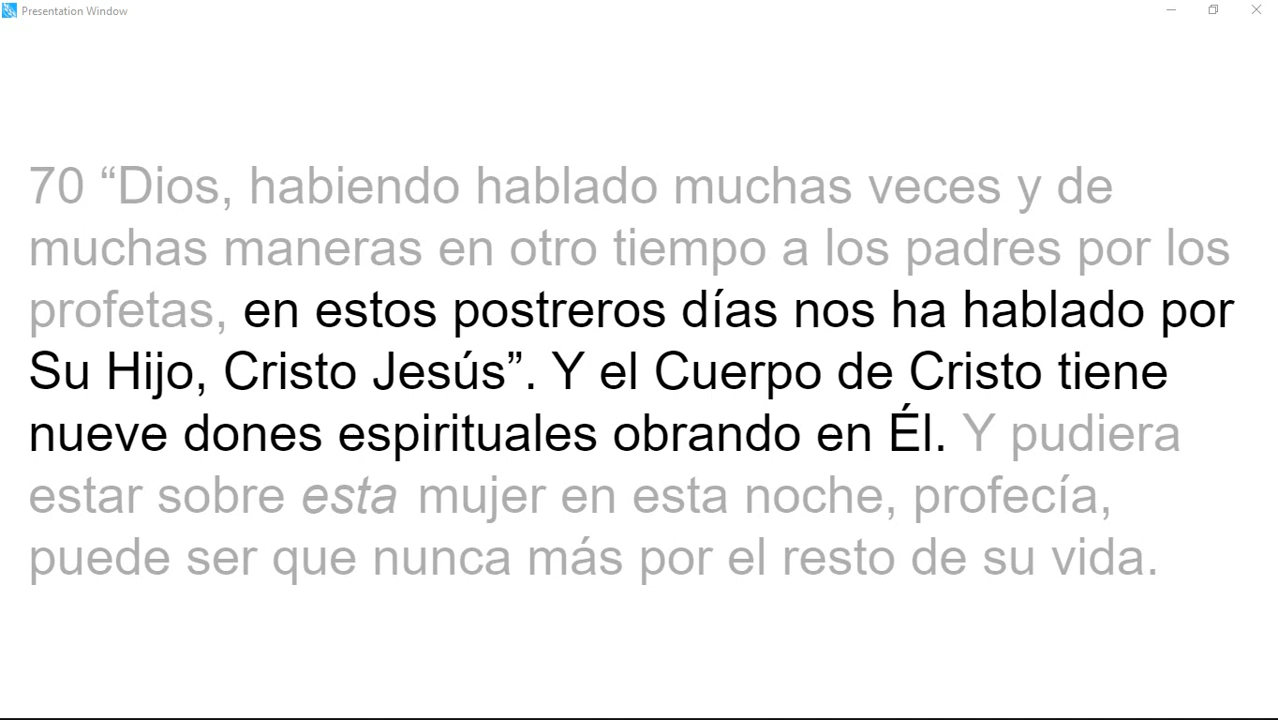 Presentation Window
70 “Dios, habiendo hablado muchas veces y de
muchas maneras en otro tiempo a los padres por los
profetas, en estos postreros días nos ha hablado por
Su Hijo, Cristo Jesús”. Y el Cuerpo de Cristo tiene
nueve dones espirituales obrando en Él. Y pudiera
estar sobre esta mujer en esta noche, profecía,
puede ser que nunca más por el resto de su vida.